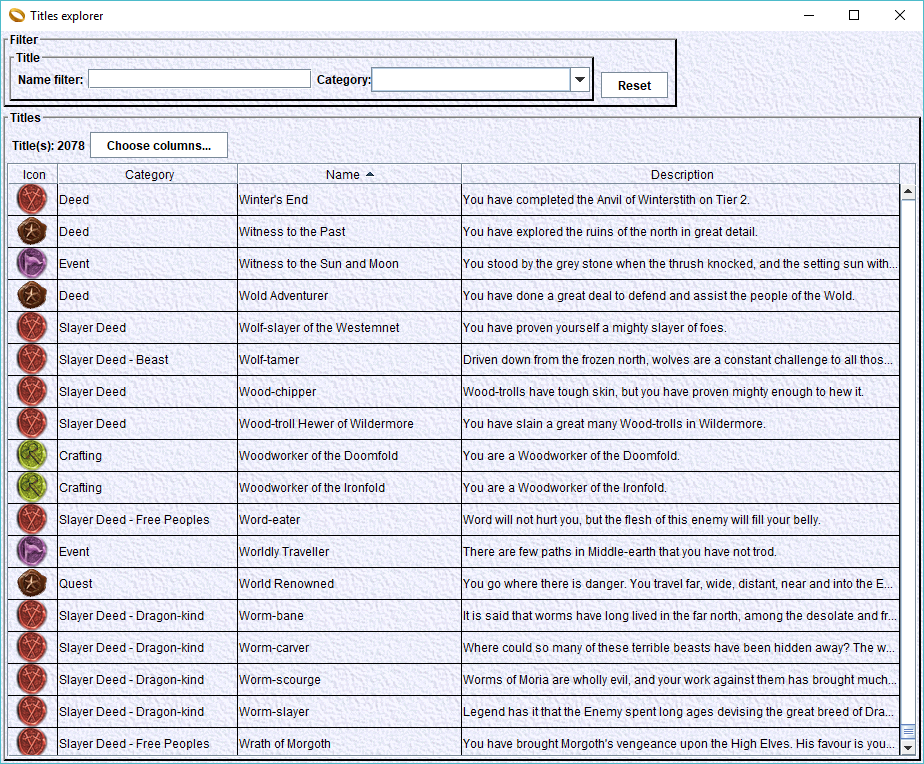 Titles explorer
Filter
Title
Name filter: Category: Reset
Titles
Title(s): 2078 Choose columns...
Icon Category Name Description
Deed Winter's End You have completed the Anvil of Winterstith on Tier 2.
Deed Witness to the Past You have explored the ruins of the north in great detail.
Event Witness to the Sun and Moon You stood by the grey stone when the thrush knocked, and the setting sun with...
Deed Wold Adventurer You have done a great deal to defend and assist the people of the Wold.
Slayer Deed Wolf-slayer of the Westemnet You have proven yourself a mighty slayer of foes.
Slayer Deed - Beast Wolf-tamer Driven down from the frozen north, wolves are a constant challenge to all thos...
Slayer Deed Wood-chipper Wood-trolls have tough skin, but you have proven mighty enough to hew it.
Slayer Deed Wood-troll Hewer of Wildermore You have slain a great many Wood-trolls in Wildermore.
Crafting Woodworker of the Doomfold You are a Woodworker of the Doomfold.
Crafting Woodworker of the Ironfold You are a Woodworker of the Ironfold.
Slayer Deed - Free Peoples Word-eater Word will not hurt you, but the flesh of this enemy will fill your belly.
Event Worldly Traveller There are few paths in Middle-earth that you have not trod.
Quest World Renowned You go where there is danger. You travel far, wide, distant, near and into the E...
Slayer Deed - Dragon-kind Worm-bane It is said that worms have long lived in the far north, among the desolate and fr...
Slayer Deed - Dragon-kind Worm-carver Where could so many of these terrible beasts have been hidden away? The w...
Slayer Deed - Dragon-kind Worm-scourge Worms of Moria are wholly evil, and your work against them has brought much...
Slayer Deed - Dragon-kind Worm-slayer Legend has it that the Enemy spent long ages devising the great breed of Dra...
Slayer Deed - Free Peoples Wrath of Morgoth You have brought Morgoth's vengeance upon the High Elves. His favour is you...